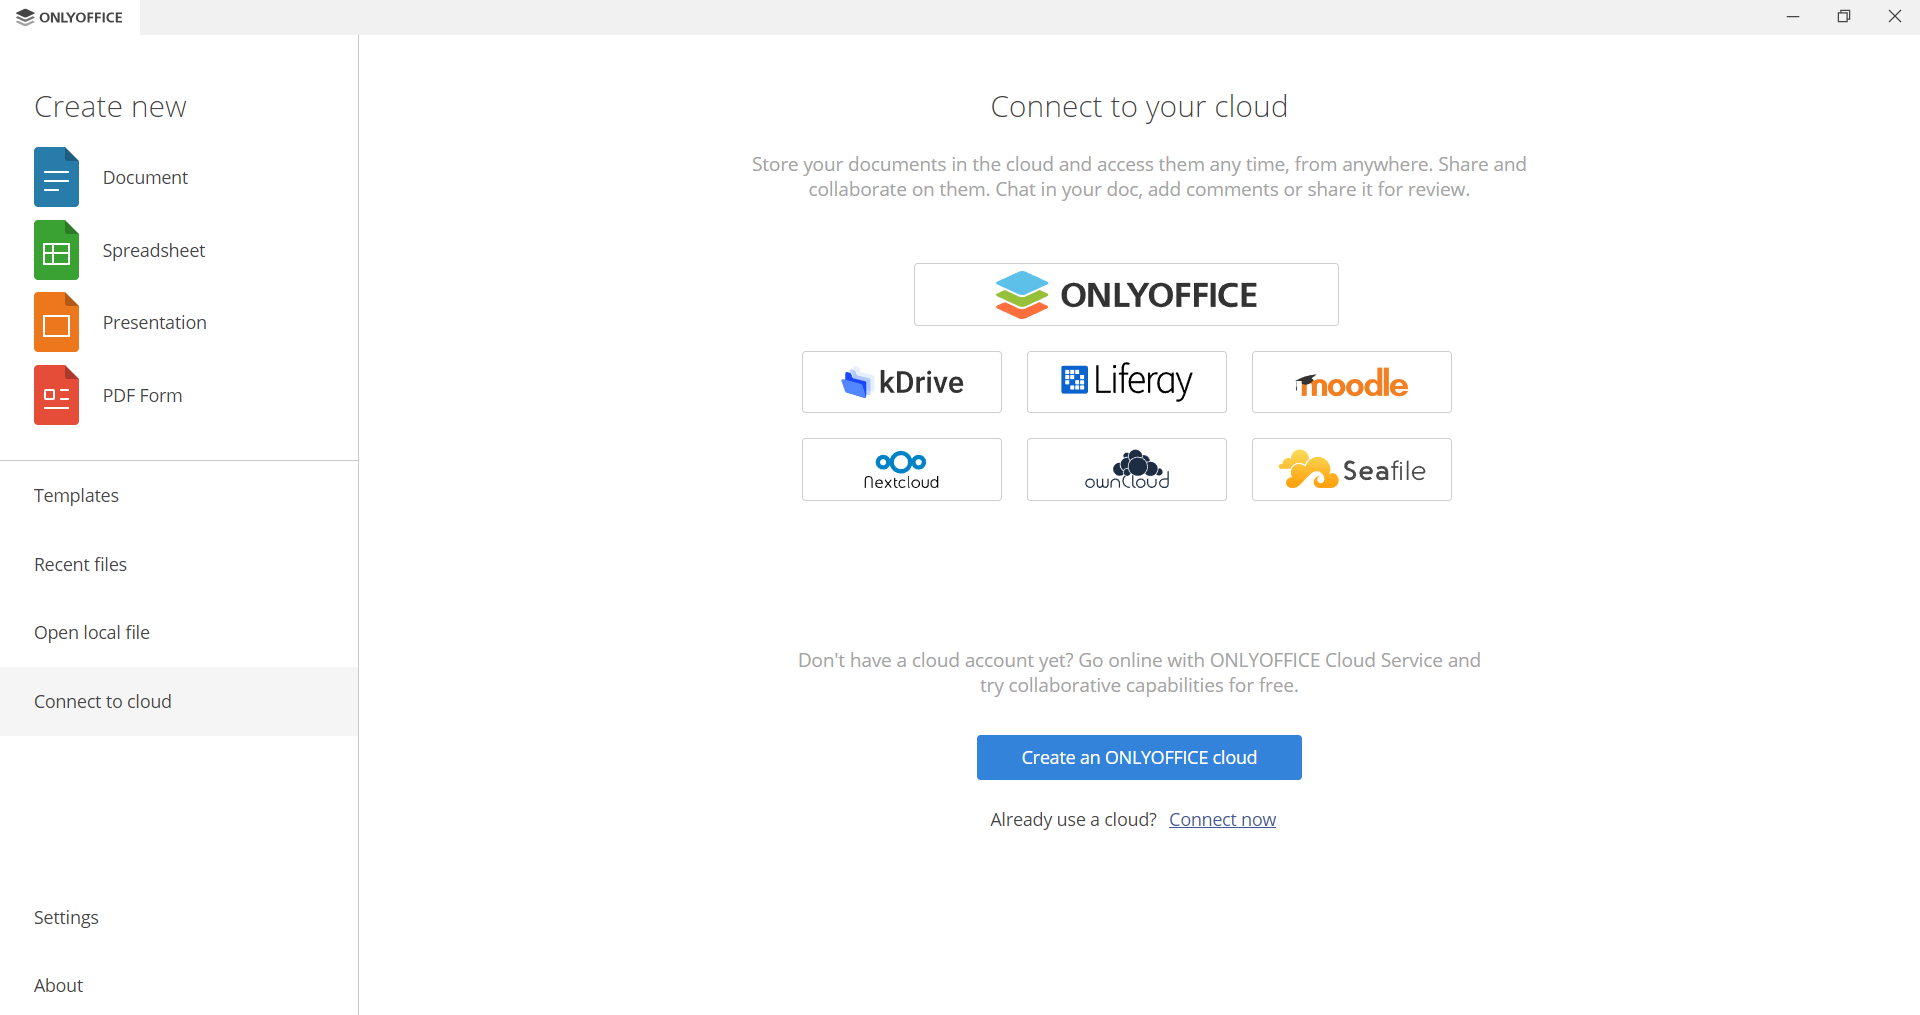 ONLYOFFICE
Create new
Document
Spreadsheet
Presentation
PDF Form
Templates
Recent files
Open local file
Connect to cloud
Settings
About
Connect to your cloud
Store your documents in the cloud and access them any time, from anywhere. Share and
collaborate on them. Chat in your doc, add comments or share it for review.
ONLYOFFICE
kDrive
Liferay
moodle
Nextcloud
ownCloud
Seafile
Don't have a cloud account yet? Go online with ONLYOFFICE Cloud Service and
try collaborative capabilities for free.
Create an ONLYOFFICE cloud
Already use a cloud? Connect now